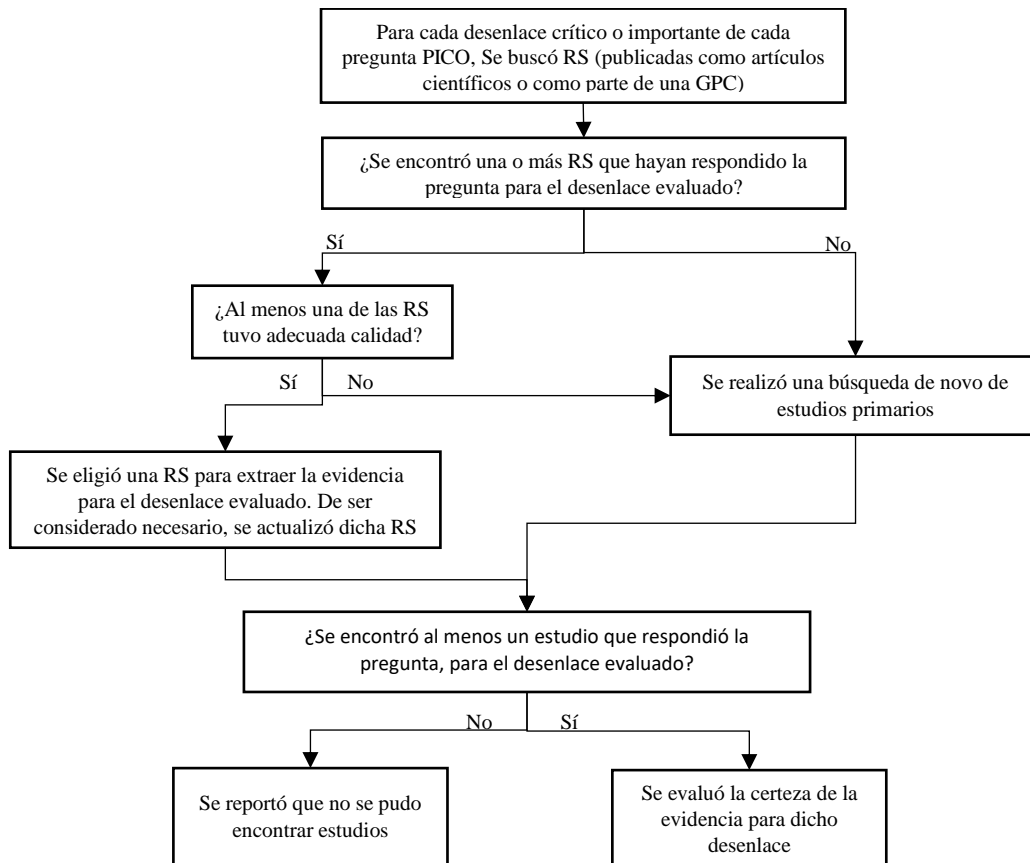 Para cada desenlace crítico o importante de cada
pregunta PICO, Se buscó RS (publicadas como artículos
científicos o como parte de una GPC)
¿Se encontró una o más RS que hayan respondido la
pregunta para el desenlace evaluado?
Sí
No
¿Al menos una de las RS
tuvo adecuada calidad?
Sí
No
Se realizó una búsqueda de novo de
estudios primarios
Se eligió una RS para extraer la evidencia
para el desenlace evaluado. De ser
considerado necesario, se actualizó dicha RS
¿Se encontró al menos un estudio que respondió la
pregunta, para el desenlace evaluado?
No
Sí
Se reportó que no se pudo
encontrar estudios
Se evaluó la certeza de la
evidencia para dicho
desenlace